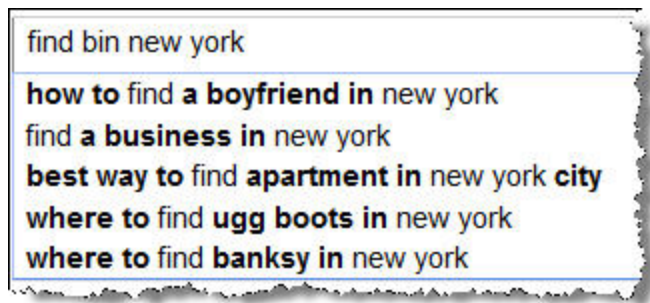 find bin new york
how to find a boyfriend in new york
find a business in new york
best way to find apartment in new york city
where to find ugg boots in new york
where to find banksy in new york